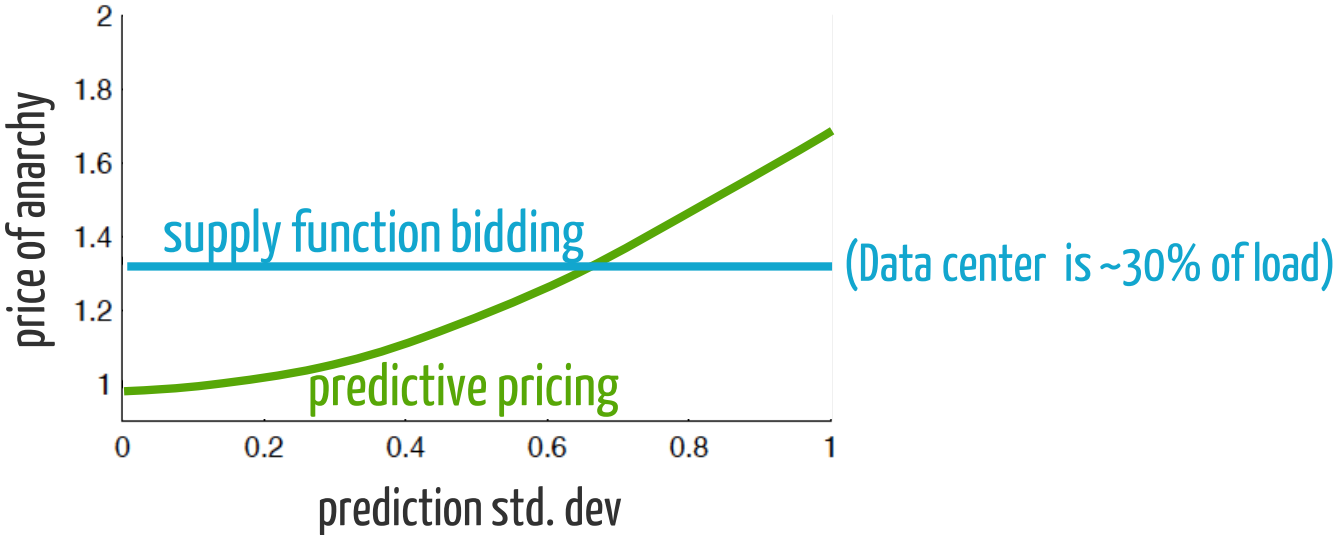 2
1.8
1.6
1.4
1.2
1
price of anarchy
supply function bidding
(Data center is ~30% of load)
predictive pricing
0 0.2 0.4 0.6 0.8 1
prediction std. dev